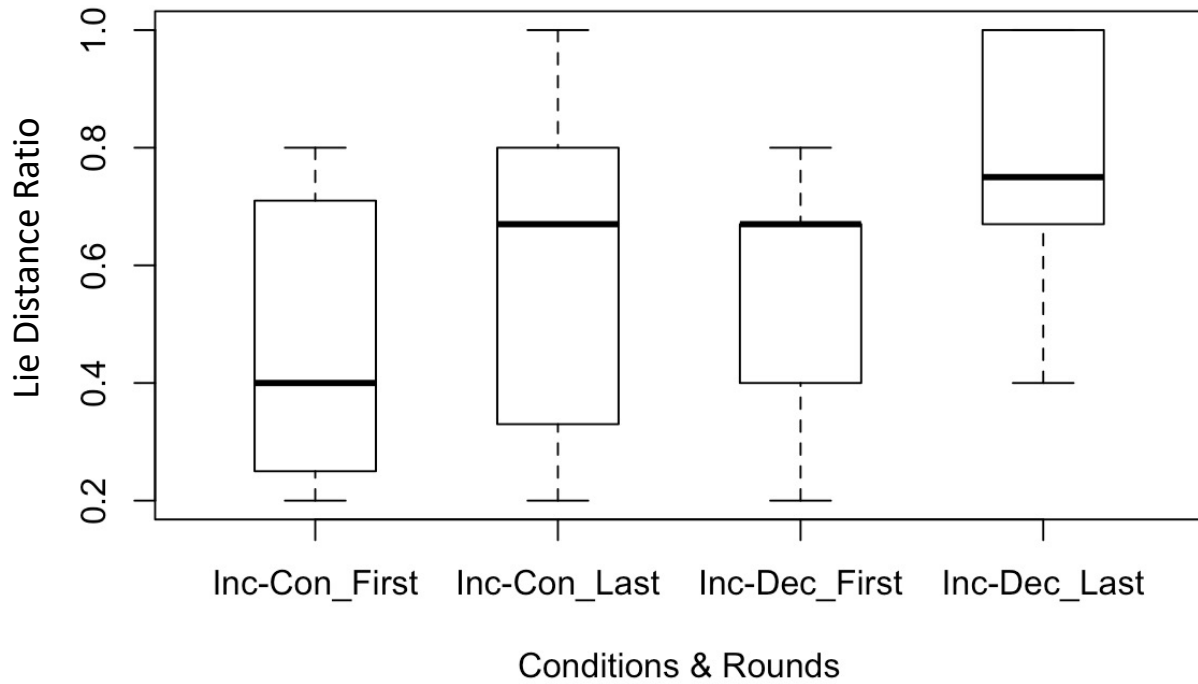 Lie Distance Ratio
1.0
0.8
0.6
0.4
0.2
Inc-Con_First Inc-Con_Last Inc-Dec_First Inc-Dec_Last
Conditions & Rounds